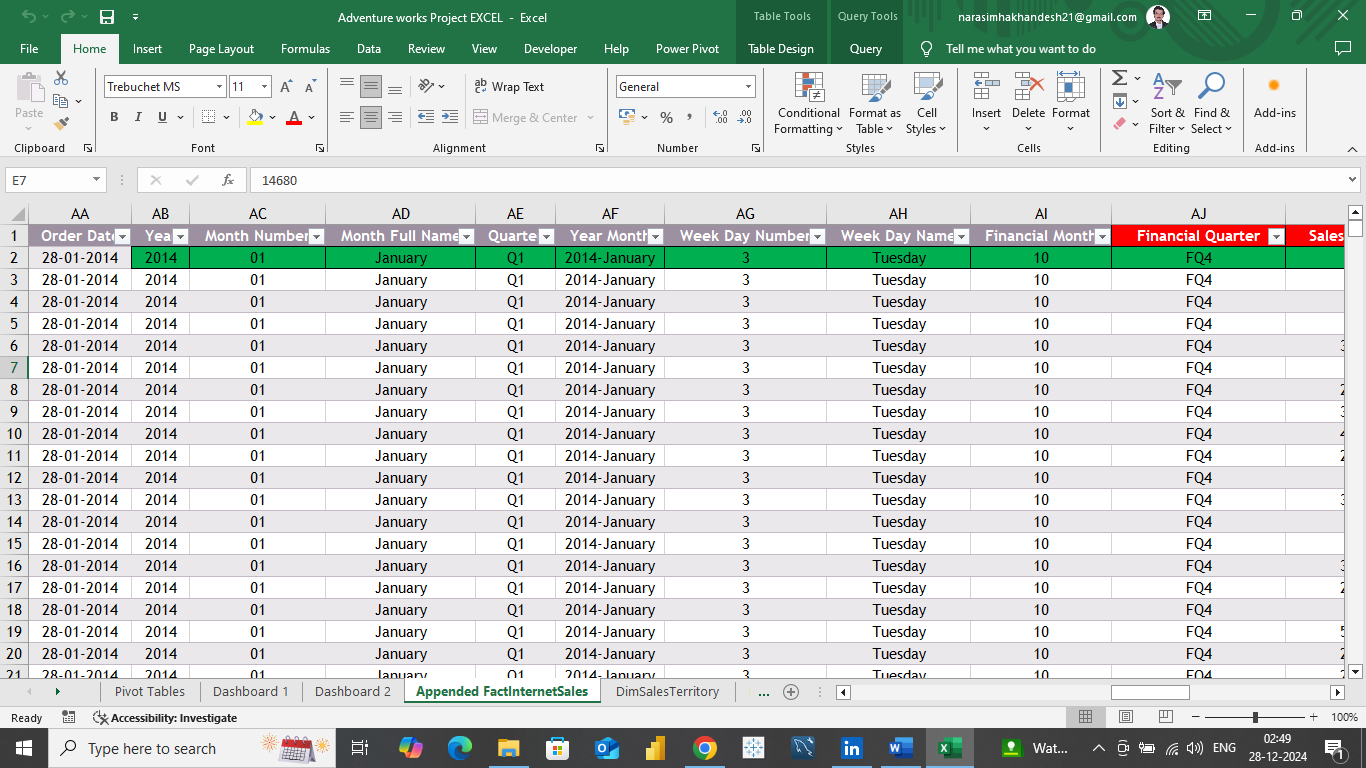 Adventure works Project EXCEL - Excel
Table Tools
Query Tools
narasimhakhandesh21@gmail.com
File Home Insert Page Layout Formulas Data Review View Developer Help Power Pivot Table Design Query Tell me what you want to do
Paste
Clipboard
Trebuchet MS 11
B I U
Font
ab Wrap Text
Merge & Center
Alignment
General
% ,
Number
Conditional Formatting
Format as Table
Cell Styles
Styles
Insert Delete Format
Cells
Sort & Filter
Find & Select
Editing
Add-ins
Add-ins
E7 fx 14680
AA AB AC AD AE AF AG AH AI AJ
1 Order Dat Yea Month Number Month Full Name Quarte Year Mont Week Day Number Week Day Name Financial Month Financial Quarter Sales
2 28-01-2014 2014 01 January Q1 2014-January 3 Tuesday 10 FQ4
3 28-01-2014 2014 01 January Q1 2014-January 3 Tuesday 10 FQ4
4 28-01-2014 2014 01 January Q1 2014-January 3 Tuesday 10 FQ4
5 28-01-2014 2014 01 January Q1 2014-January 3 Tuesday 10 FQ4
6 28-01-2014 2014 01 January Q1 2014-January 3 Tuesday 10 FQ4
7 28-01-2014 2014 01 January Q1 2014-January 3 Tuesday 10 FQ4
8 28-01-2014 2014 01 January Q1 2014-January 3 Tuesday 10 FQ4
9 28-01-2014 2014 01 January Q1 2014-January 3 Tuesday 10 FQ4
10 28-01-2014 2014 01 January Q1 2014-January 3 Tuesday 10 FQ4
11 28-01-2014 2014 01 January Q1 2014-January 3 Tuesday 10 FQ4
12 28-01-2014 2014 01 January Q1 2014-January 3 Tuesday 10 FQ4
13 28-01-2014 2014 01 January Q1 2014-January 3 Tuesday 10 FQ4
14 28-01-2014 2014 01 January Q1 2014-January 3 Tuesday 10 FQ4
15 28-01-2014 2014 01 January Q1 2014-January 3 Tuesday 10 FQ4
16 28-01-2014 2014 01 January Q1 2014-January 3 Tuesday 10 FQ4
17 28-01-2014 2014 01 January Q1 2014-January 3 Tuesday 10 FQ4
18 28-01-2014 2014 01 January Q1 2014-January 3 Tuesday 10 FQ4
19 28-01-2014 2014 01 January Q1 2014-January 3 Tuesday 10 FQ4
20 28-01-2014 2014 01 January Q1 2014-January 3 Tuesday 10 FQ4
21 28-01-2014 2014 01 January Q1 2014-January 3 Tuesday 10 FQ4
Pivot Tables Dashboard 1 Dashboard 2 Appended FactInternetSales DimSalesTerritory ...
Ready Accessibility: Investigate 100%
Type here to search
Wat...
ENG
02:49
28-12-2024
1